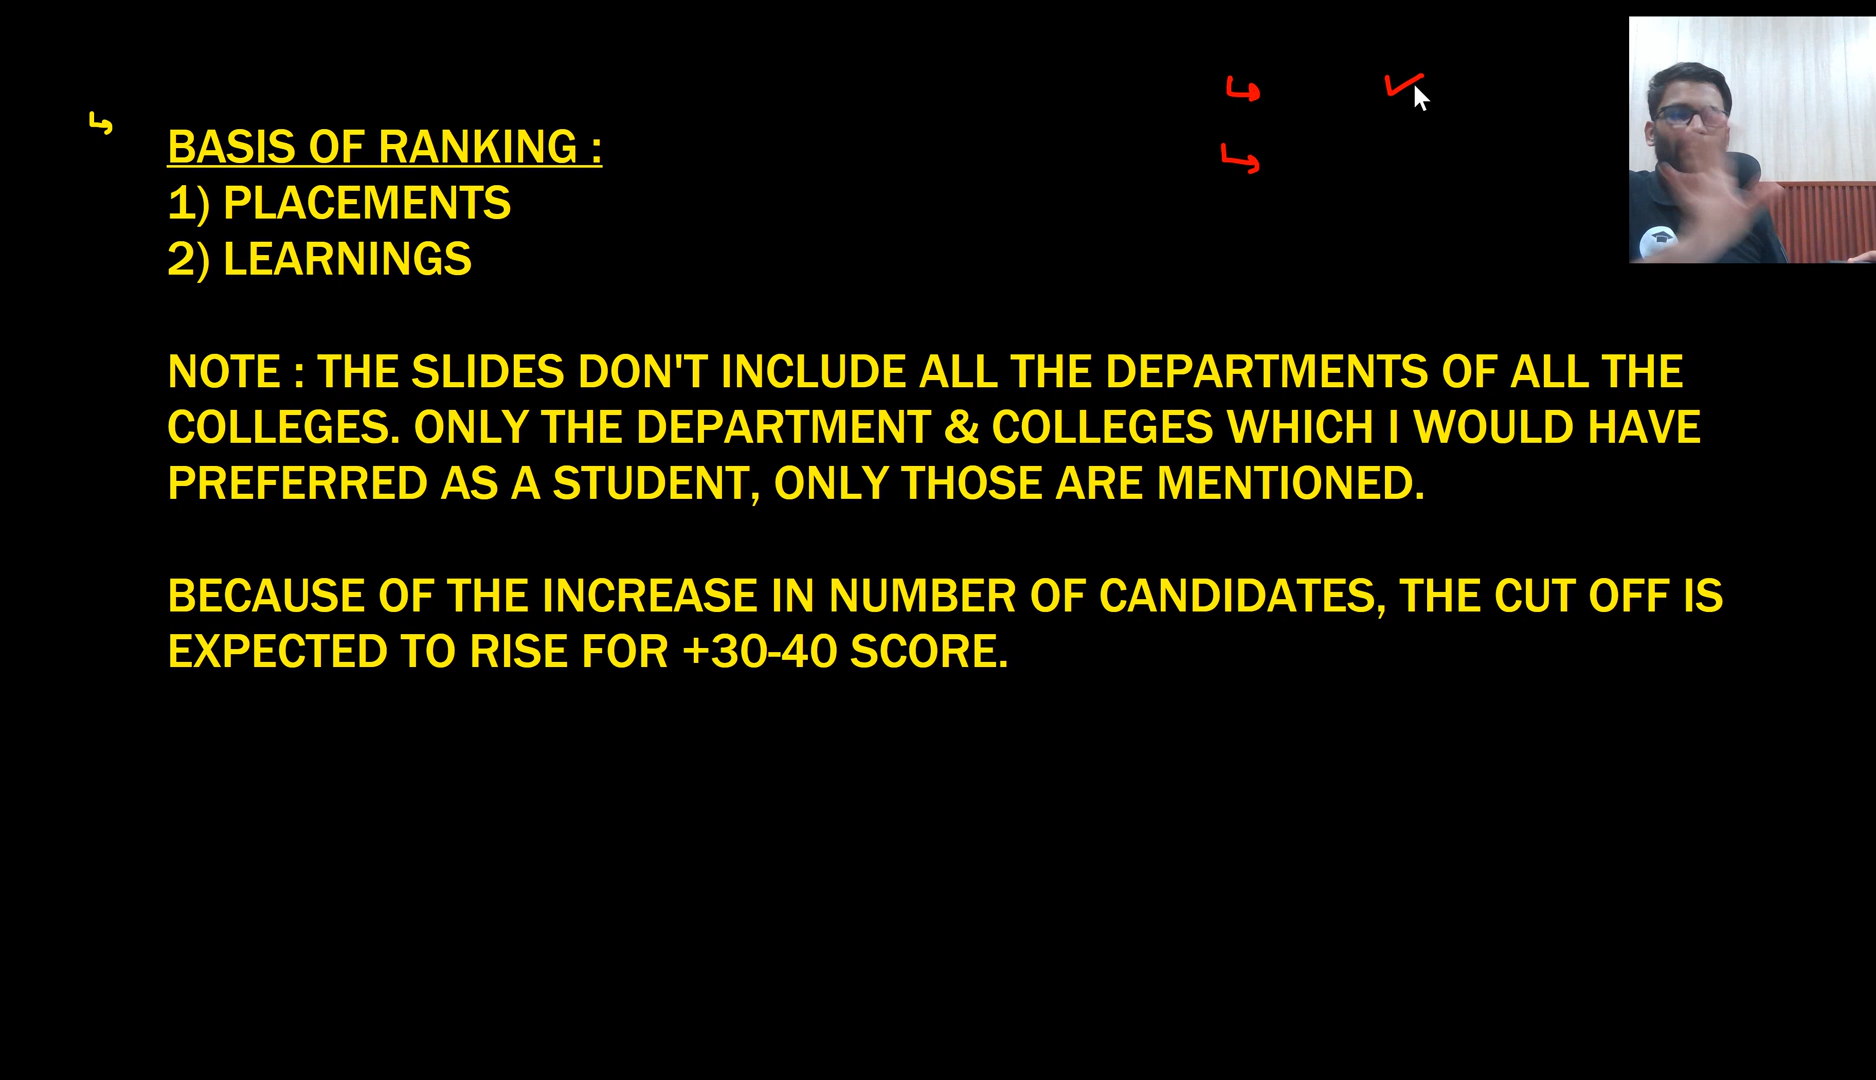 BASIS OF RANKING :
1) PLACEMENTS
2) LEARNINGS
NOTE : THE SLIDES DON'T INCLUDE ALL THE DEPARTMENTS OF ALL THE
COLLEGES. ONLY THE DEPARTMENT & COLLEGES WHICH I WOULD HAVE
PREFERRED AS A STUDENT, ONLY THOSE ARE MENTIONED.
BECAUSE OF THE INCREASE IN NUMBER OF CANDIDATES, THE CUT OFF IS
EXPECTED TO RISE FOR +30-40 SCORE.